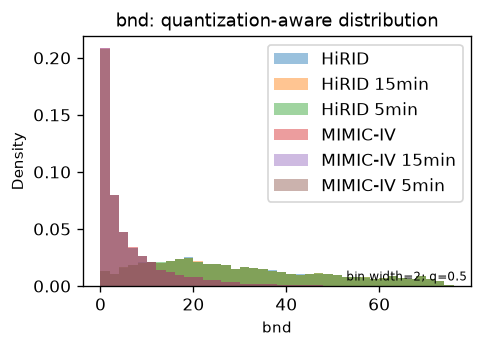 bnd: quantization-aware distribution
HiRID
HiRID 15min
HiRID 5min
MIMIC-IV
MIMIC-IV 15min
MIMIC-IV 5min
0.20
0.15
0.10
0.05
0.00
Density
bin width=2; q=0.5
0 20 40 60
bnd